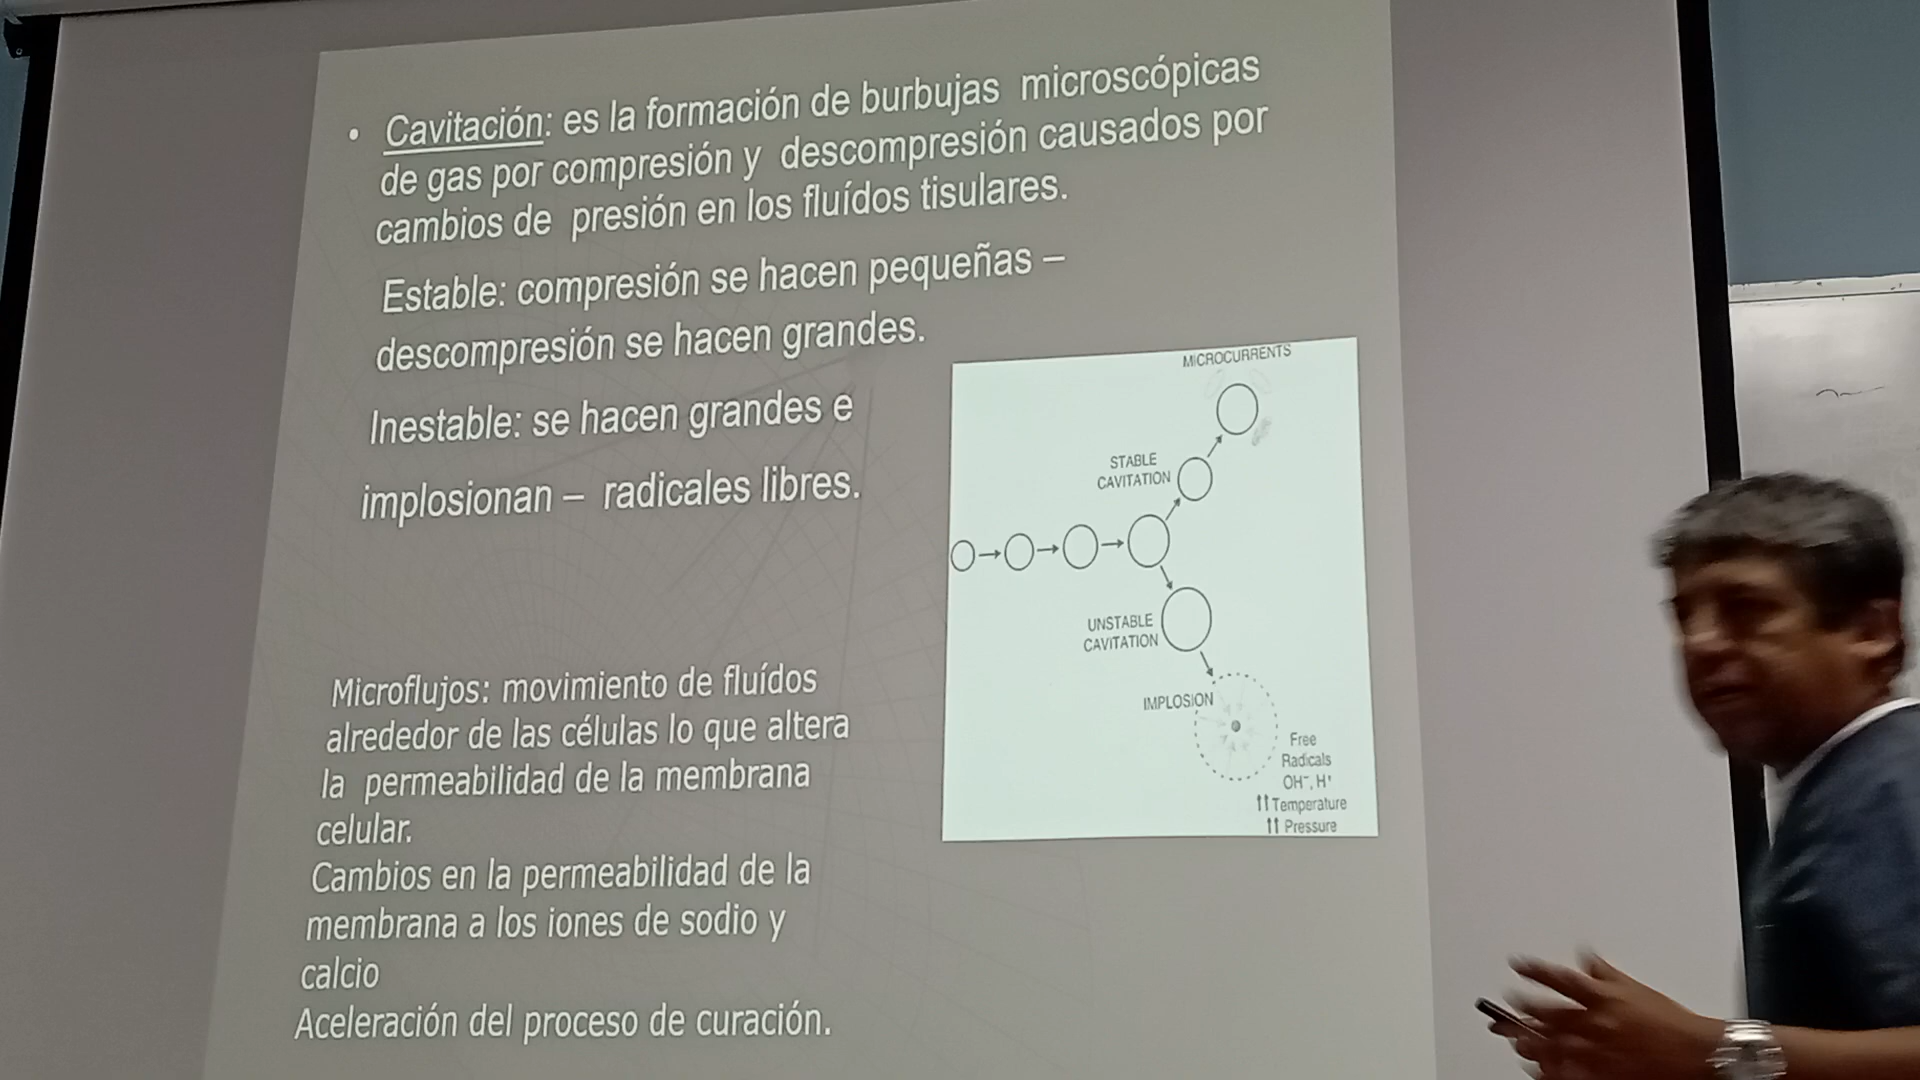 • Cavitación: es la formación de burbujas microscópicas
de gas por compresión y descompresión causados por
cambios de presión en los fluídos tisulares.
Estable: compresión se hacen pequeñas –
descompresión se hacen grandes.
Inestable: se hacen grandes e
implosionan – radicales libres.
MICROCURRENTS
STABLE
CAVITATION
UNSTABLE
CAVITATION
IMPLOSION
Free
Radicals
OH⁻, H⁺
↑↑ Temperature
↑↑ Pressure
Microflujos: movimiento de fluídos
alrededor de las células lo que altera
la permeabilidad de la membrana
celular.
Cambios en la permeabilidad de la
membrana a los iones de sodio y
calcio
Aceleración del proceso de curación.